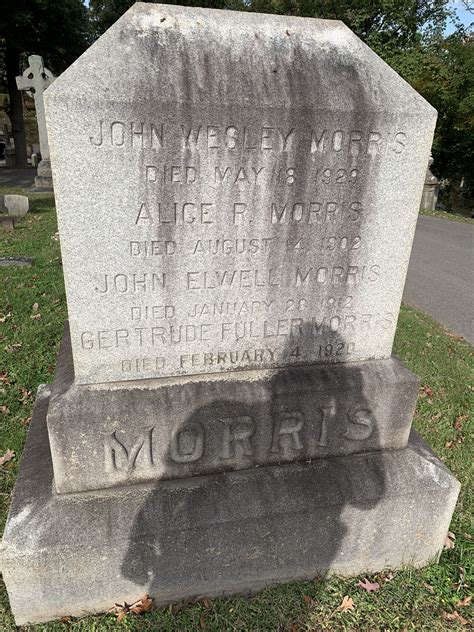 JOHN WESLEY MORRIS
DIED MAY 18 1929
ALICE R. MORRIS
DIED AUGUST 14, 1902
JOHN ELWELL MORRIS
DIED JANUARY 28 1912
GERTRUDE FULLER MORRIS
DIED FEBRUARY 4, 1920
MORRIS